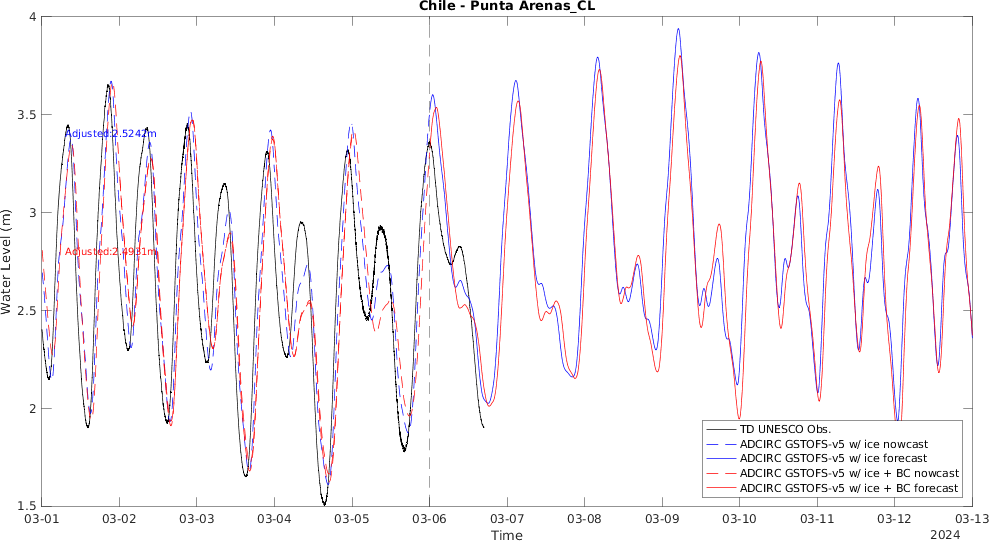 Chile - Punta Arenas_CL
4
3.5
3
2.5
2
1.5
Water Level (m)
Adjusted:2.5242m
Adjusted:2.4931m
TD UNESCO Obs.
ADCIRC GSTOFS-v5 w/ ice nowcast
ADCIRC GSTOFS-v5 w/ ice forecast
ADCIRC GSTOFS-v5 w/ ice + BC nowcast
ADCIRC GSTOFS-v5 w/ ice + BC forecast
03-01 03-02 03-03 03-04 03-05 03-06 03-07 03-08 03-09 03-10 03-11 03-12 03-13
Time
2024